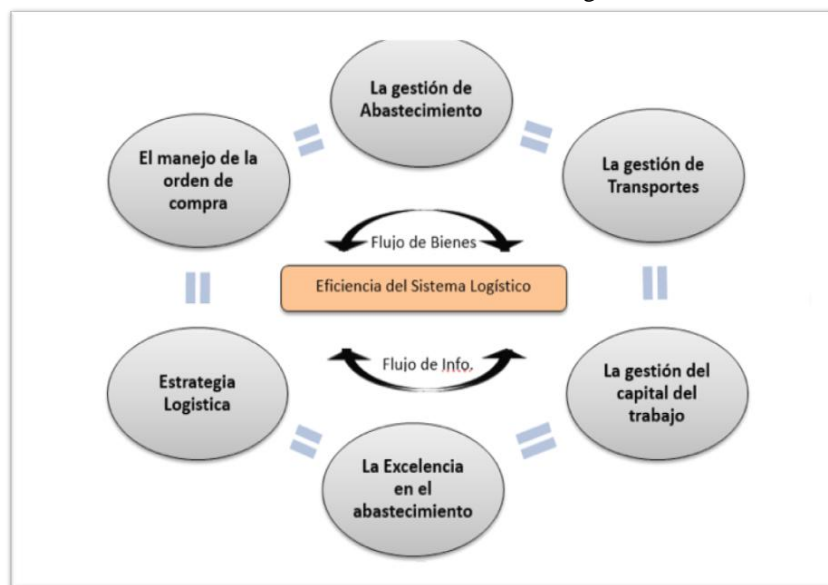 La gestión de
Abastecimiento
El manejo de la
orden de
compra
La gestión de
Transportes
Flujo de Bienes
Eficiencia del Sistema Logístico
Flujo de Info.
Estrategia
Logistica
La gestión del
capital del
trabajo
La Excelencia
en el
abastecimiento